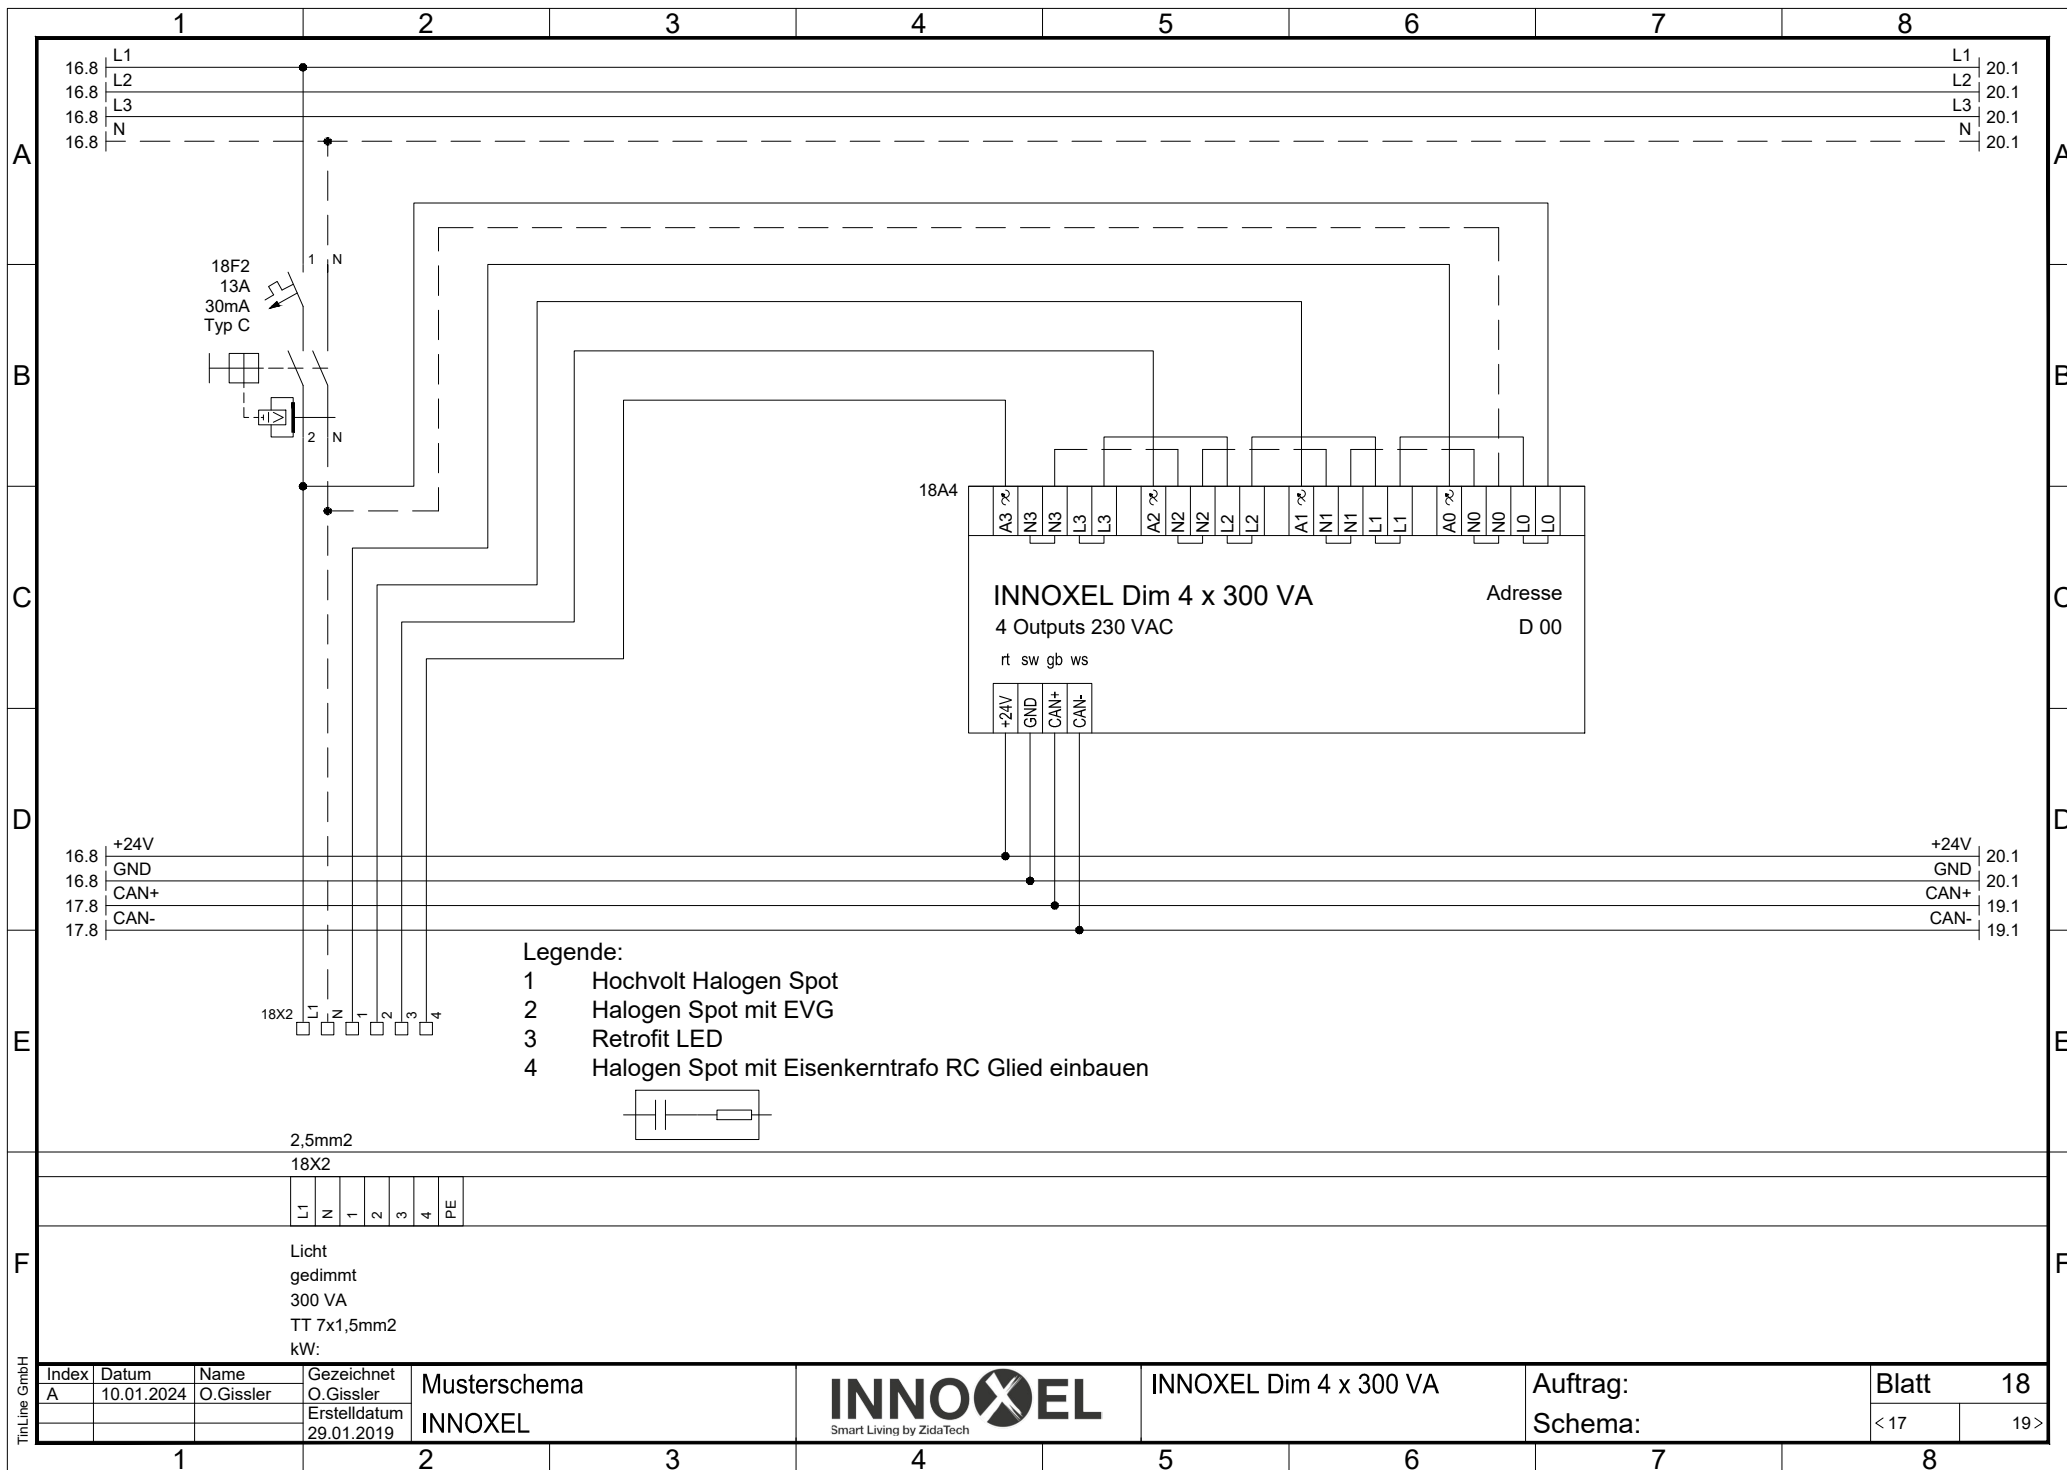 1 2 3 4 5 6 7 8
16.8 L1 L1 20.1
16.8 L2 L2 20.1
16.8 L3 L3 20.1
16.8 N N 20.1
A A
1 N
18F2
13A
30mA
Typ C
B B
2 N
18A4
A3 N3 N3 L3 L3 A2 N2 N2 L2 L2 A1 N1 N1 L1 L1 A0 N0 N0 L0 L0
INNOXEL Dim 4 x 300 VA Adresse
4 Outputs 230 VAC D 00
C C
rt sw gb ws
+24V GND CAN+ CAN-
D D
16.8 +24V +24V 20.1
16.8 GND GND 20.1
17.8 CAN+ CAN+ 19.1
17.8 CAN- CAN- 19.1
Legende:
1 Hochvolt Halogen Spot
2 Halogen Spot mit EVG
3 Retrofit LED
4 Halogen Spot mit Eisenkerntrafo RC Glied einbauen
18X2 L1 N 1 2 3 4
E E
2,5mm2
18X2
L1 N 1 2 3 4 PE
F F
Licht
gedimmt
300 VA
TT 7x1,5mm2
kW:
TinLine GmbH
Index Datum Name Gezeichnet
A 10.01.2024 O.Gissler O.Gissler
Erstelldatum
29.01.2019
Musterschema
INNOXEL
INNOXEL
Smart Living by ZidaTech
INNOXEL Dim 4 x 300 VA
Auftrag:
Schema:
Blatt 18
< 17 19 >
1 2 3 4 5 6 7 8